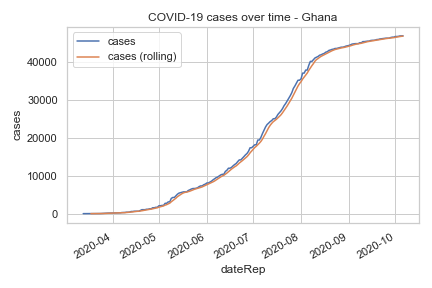 COVID-19 cases over time - Ghana
cases
cases (rolling)
cases
40000
30000
20000
10000
0
2020-04
2020-05
2020-06
2020-07
2020-08
2020-09
2020-10
dateRep